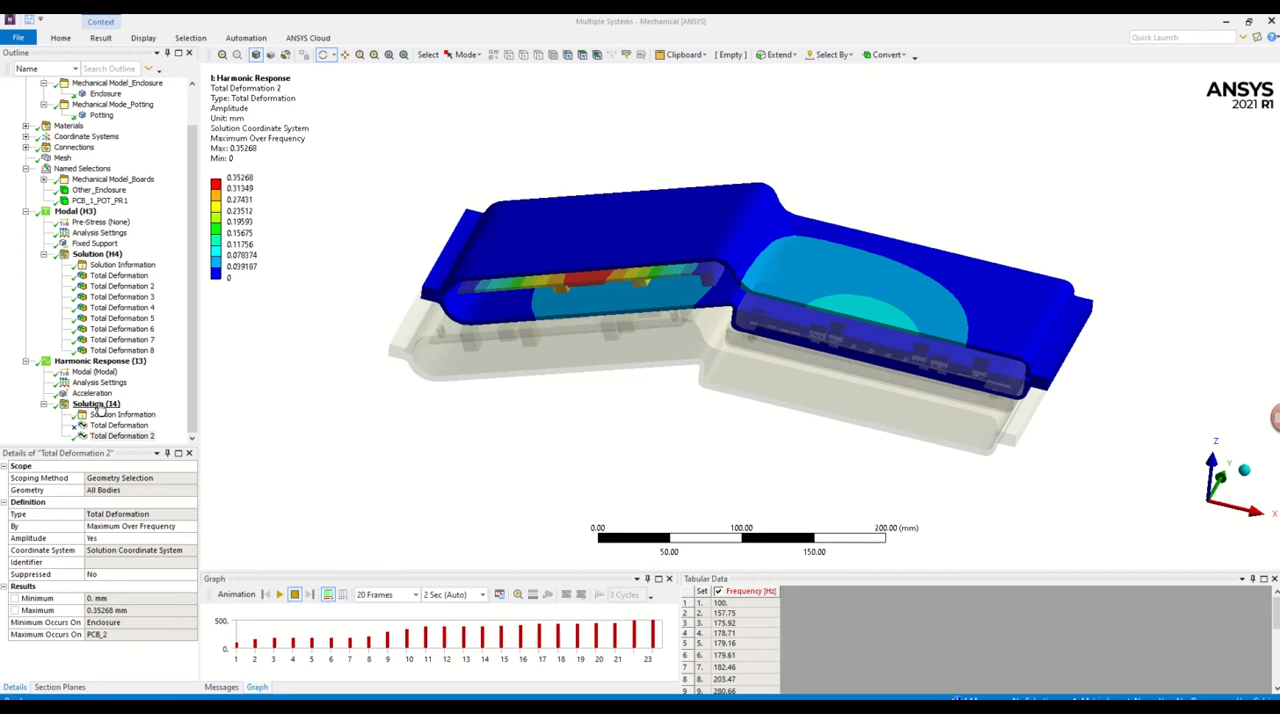 Context
Multiple Systems - Mechanical [ANSYS]
File Home Result Display Selection Automation ANSYS Cloud
Quick Launch
Outline
Name Search Outline
Select Mode Clipboard [ Empty ] Extend Select By Convert
Mechanical Model_Enclosure
Enclosure
Mechanical Mode_Potting
Potting
Materials
Coordinate Systems
Connections
Mesh
Named Selections
Mechanical Model_Boards
Other_Enclosure
PCB_1_POT_PR1
Modal (H3)
Pre-Stress (None)
Analysis Settings
Fixed Support
Solution (H4)
Solution Information
Total Deformation
Total Deformation 2
Total Deformation 3
Total Deformation 4
Total Deformation 5
Total Deformation 6
Total Deformation 7
Total Deformation 8
Harmonic Response (I3)
Modal (Modal)
Analysis Settings
Acceleration
Solution (I4)
Solution Information
Total Deformation
Total Deformation 2
Details of "Total Deformation 2"
Scope
Scoping Method Geometry Selection
Geometry All Bodies
Definition
Type Total Deformation
By Maximum Over Frequency
Amplitude Yes
Coordinate System Solution Coordinate System
Identifier
Suppressed No
Results
Minimum 0. mm
Maximum 0.35268 mm
Minimum Occurs On Enclosure
Maximum Occurs On PCB_2
Details Section Planes
I: Harmonic Response
Total Deformation 2
Type: Total Deformation
Amplitude
Unit: mm
Solution Coordinate System
Maximum Over Frequency
Max: 0.35268
Min: 0
0.35268
0.31349
0.27431
0.23512
0.19593
0.15675
0.11756
0.078374
0.039187
0
ANSYS
2021 R1
Z
Y
X
0.00 100.00 200.00 (mm)
50.00 150.00
Graph
Animation 20 Frames 2 Sec (Auto) 3 Cycles
500.
0.
1 2 3 4 5 6 7 8 9 10 11 12 13 14 15 16 17 18 19 20 21 23
Messages Graph
Tabular Data
Set Frequency [Hz]
1 1. 100.
2 2. 157.75
3 3. 175.92
4 4. 178.71
5 5. 179.16
6 6. 179.61
7 7. 182.46
8 8. 203.47
9 9. 280.66